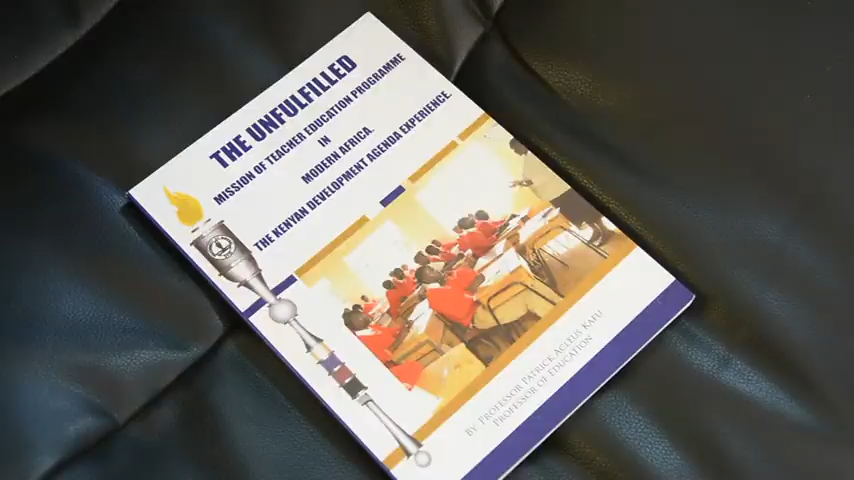 THE UNFULFILLED
MISSION OF TEACHER EDUCATION PROGRAMME
IN
MODERN AFRICA.
THE KENYAN DEVELOPMENT AGENDA EXPERIENCE.
BY PROFESSOR PATRICK ACLEUS KAFU
PROFESSOR OF EDUCATION